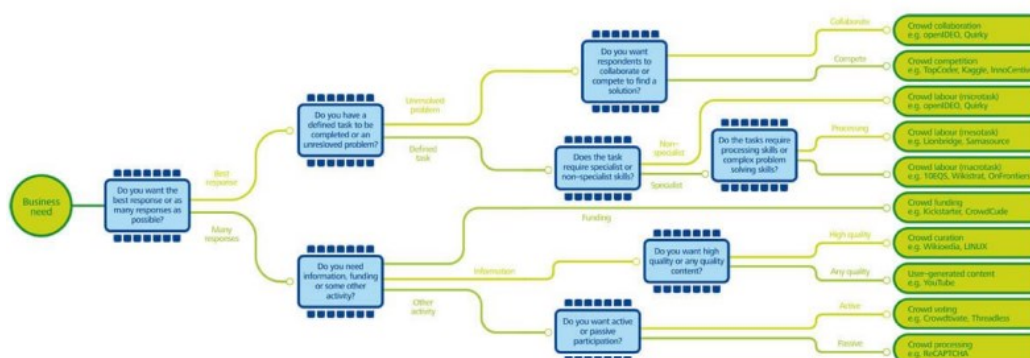 Business
need
Do you want the
best response or as
many responses as
possible?
Best
response
Many
responses
Do you have a
defined task to be
completed or an
unresloved problem?
Unresolved
problem
Defined
task
Do you need
information, funding
or some other
activity?
Funding
Information
Other
activity
Do you want
respondents to
collaborate or
compete to find a
solution?
Collaborate
Compete
Does the task
require specialist or
non-specialist skills?
Non-
specialist
Specialist
Do the tasks require
processing skills or
complex problem
solving skills?
Processing
Do you want high
quality or any quality
content?
High quality
Any quality
Do you want active
or passive
participation?
Active
Passive
Crowd collaboration
e.g. openIDEO, Quirky
Crowd competition
e.g. TopCoder, Kaggle, InnoCentive
Crowd labour (microtask)
e.g. openIDEO, Quirky
Crowd labour (mesotask)
e.g. Lionbridge, Samasource
Crowd labour (macrotask)
e.g. 10EQS, Wikistrat, OnFrontiers
Crowd funding
e.g. Kickstarter, CrowdCude
Crowd curation
e.g. Wikioedia, LINUX
User-generated content
e.g. YouTube
Crowd voting
e.g. Crowdtivate, Threadless
Crowd processing
e.g. ReCAPTCHA